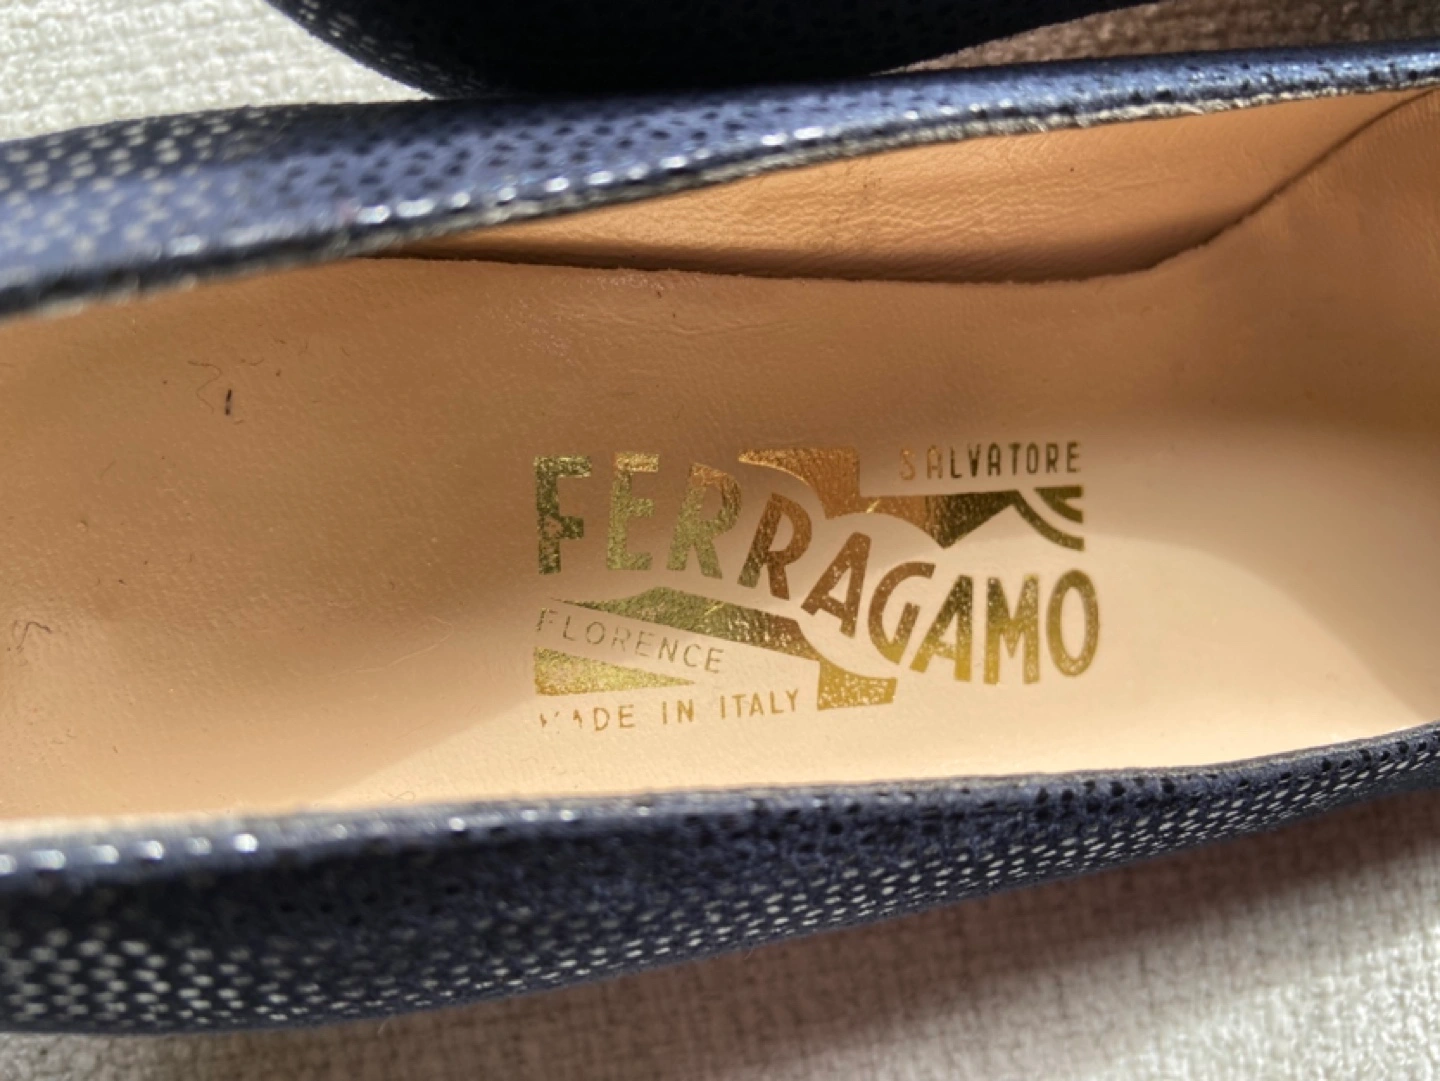 SALVATORE
FERRAGAMO
FLORENCE
MADE IN ITALY